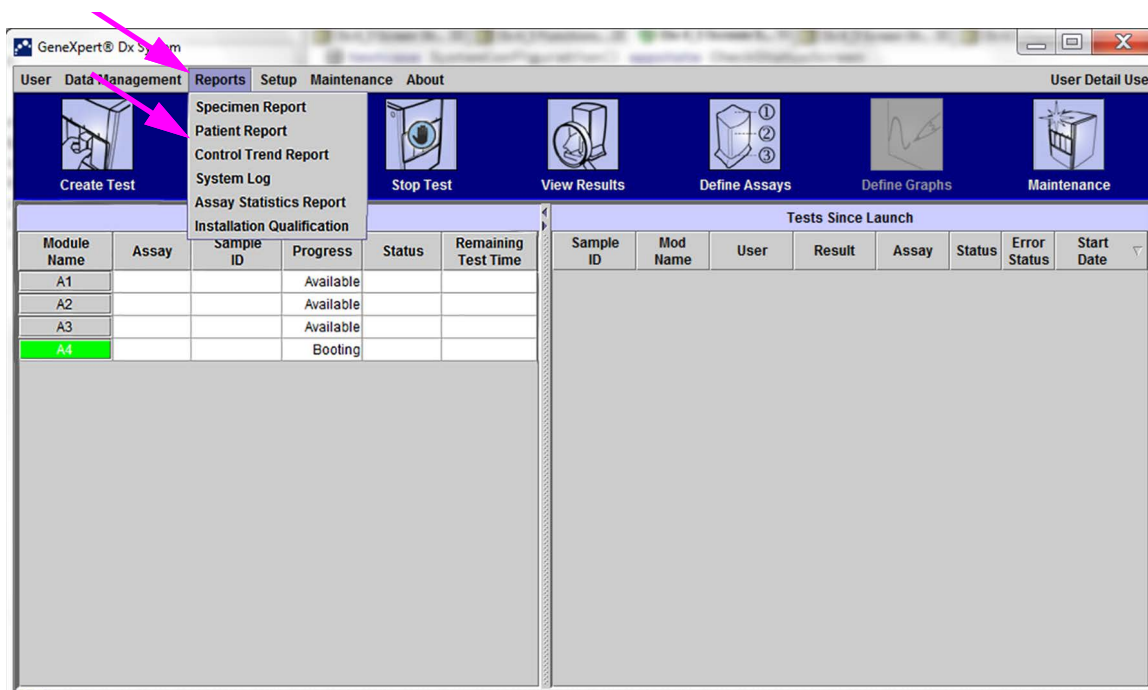 GeneXpert® Dx System
User Data Management Reports Setup Maintenance About User Detail Use
Specimen Report
Patient Report
Control Trend Report
System Log
Assay Statistics Report
Installation Qualification
Create Test Stop Test View Results Define Assays Define Graphs Maintenance
① ② ③
Tests Since Launch
Module Name Assay Sample ID Progress Status Remaining Test Time
Sample ID Mod Name User Result Assay Status Error Status Start Date
A1 Available
A2 Available
A3 Available
A4 Booting